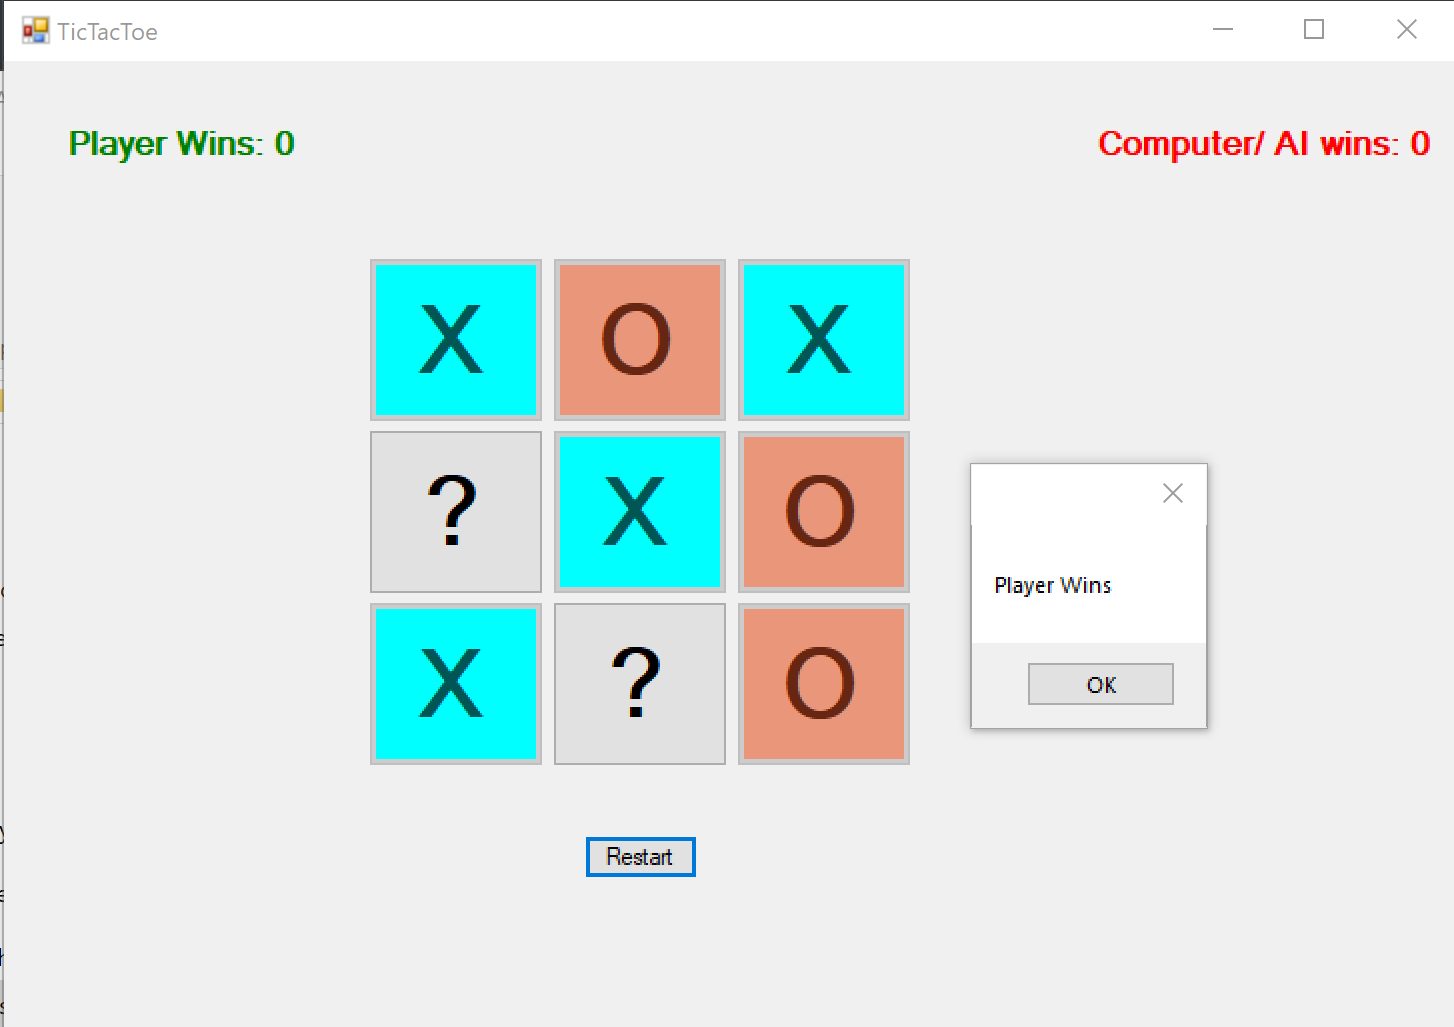 TicTacToe
Player Wins: 0
Computer/ AI wins: 0
X O X
? X O
X ? O
Player Wins
OK
Restart